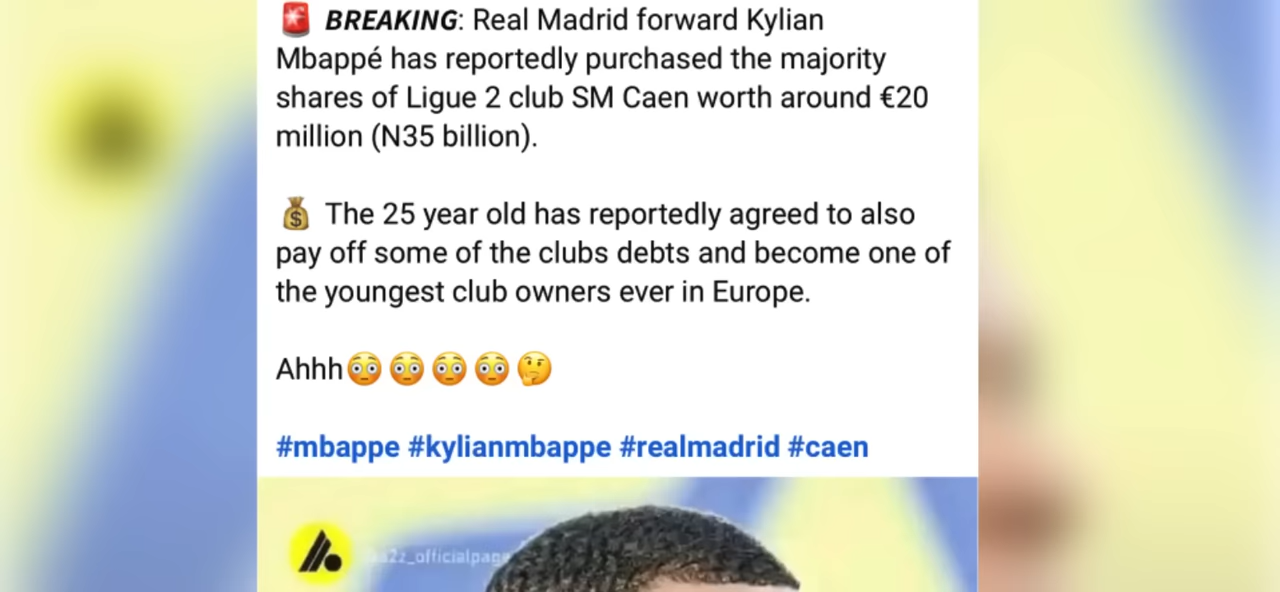 🚨 BREAKING: Real Madrid forward Kylian
Mbappé has reportedly purchased the majority
shares of Ligue 2 club SM Caen worth around €20
million (N35 billion).
💰 The 25 year old has reportedly agreed to also
pay off some of the clubs debts and become one of
the youngest club owners ever in Europe.
Ahhh😳😳😳😳🤔
#mbappe #kylianmbappe #realmadrid #caen